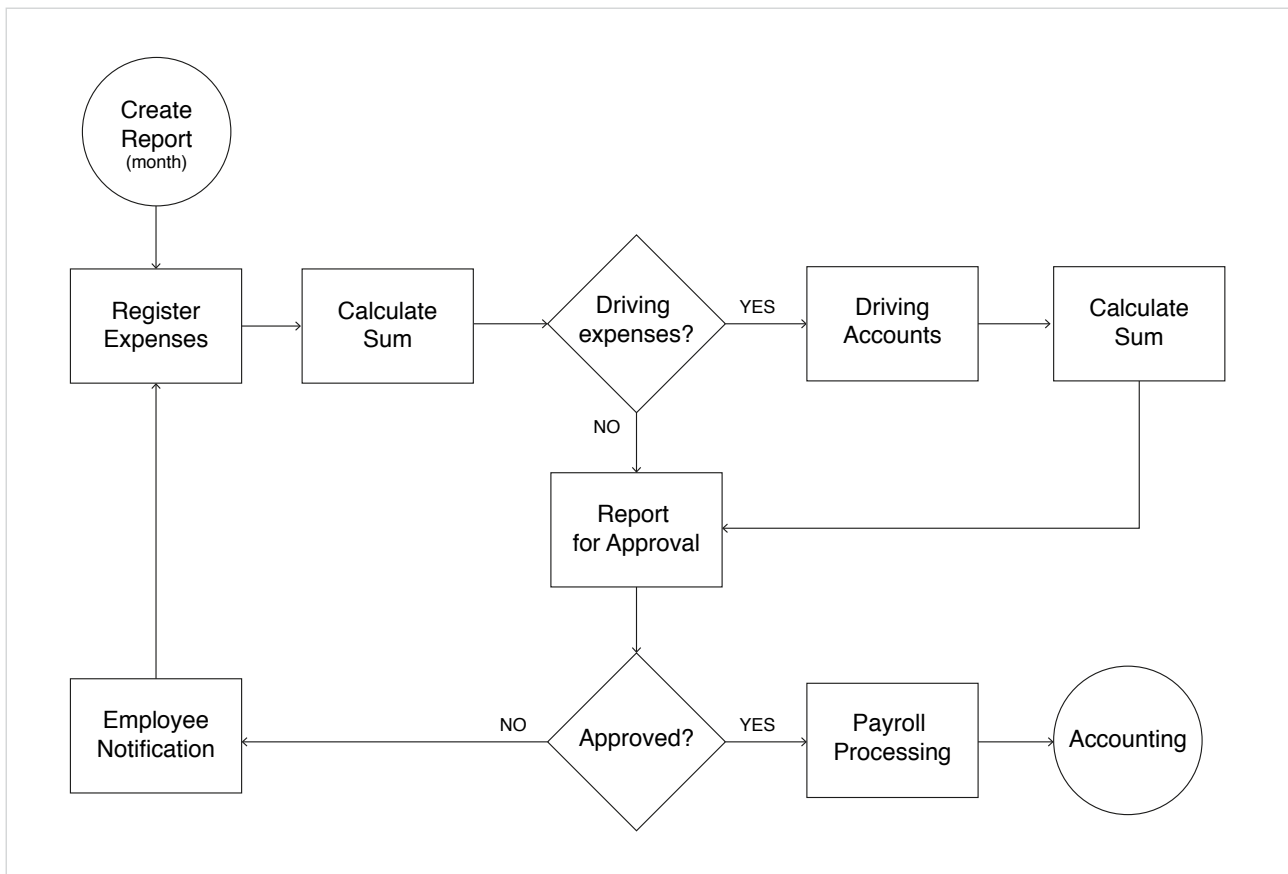 Create
Report
(month)
Register
Expenses
Calculate
Sum
Driving
expenses?
YES
Driving
Accounts
Calculate
Sum
NO
Report
for Approval
Employee
Notification
NO
Approved?
YES
Payroll
Processing
Accounting